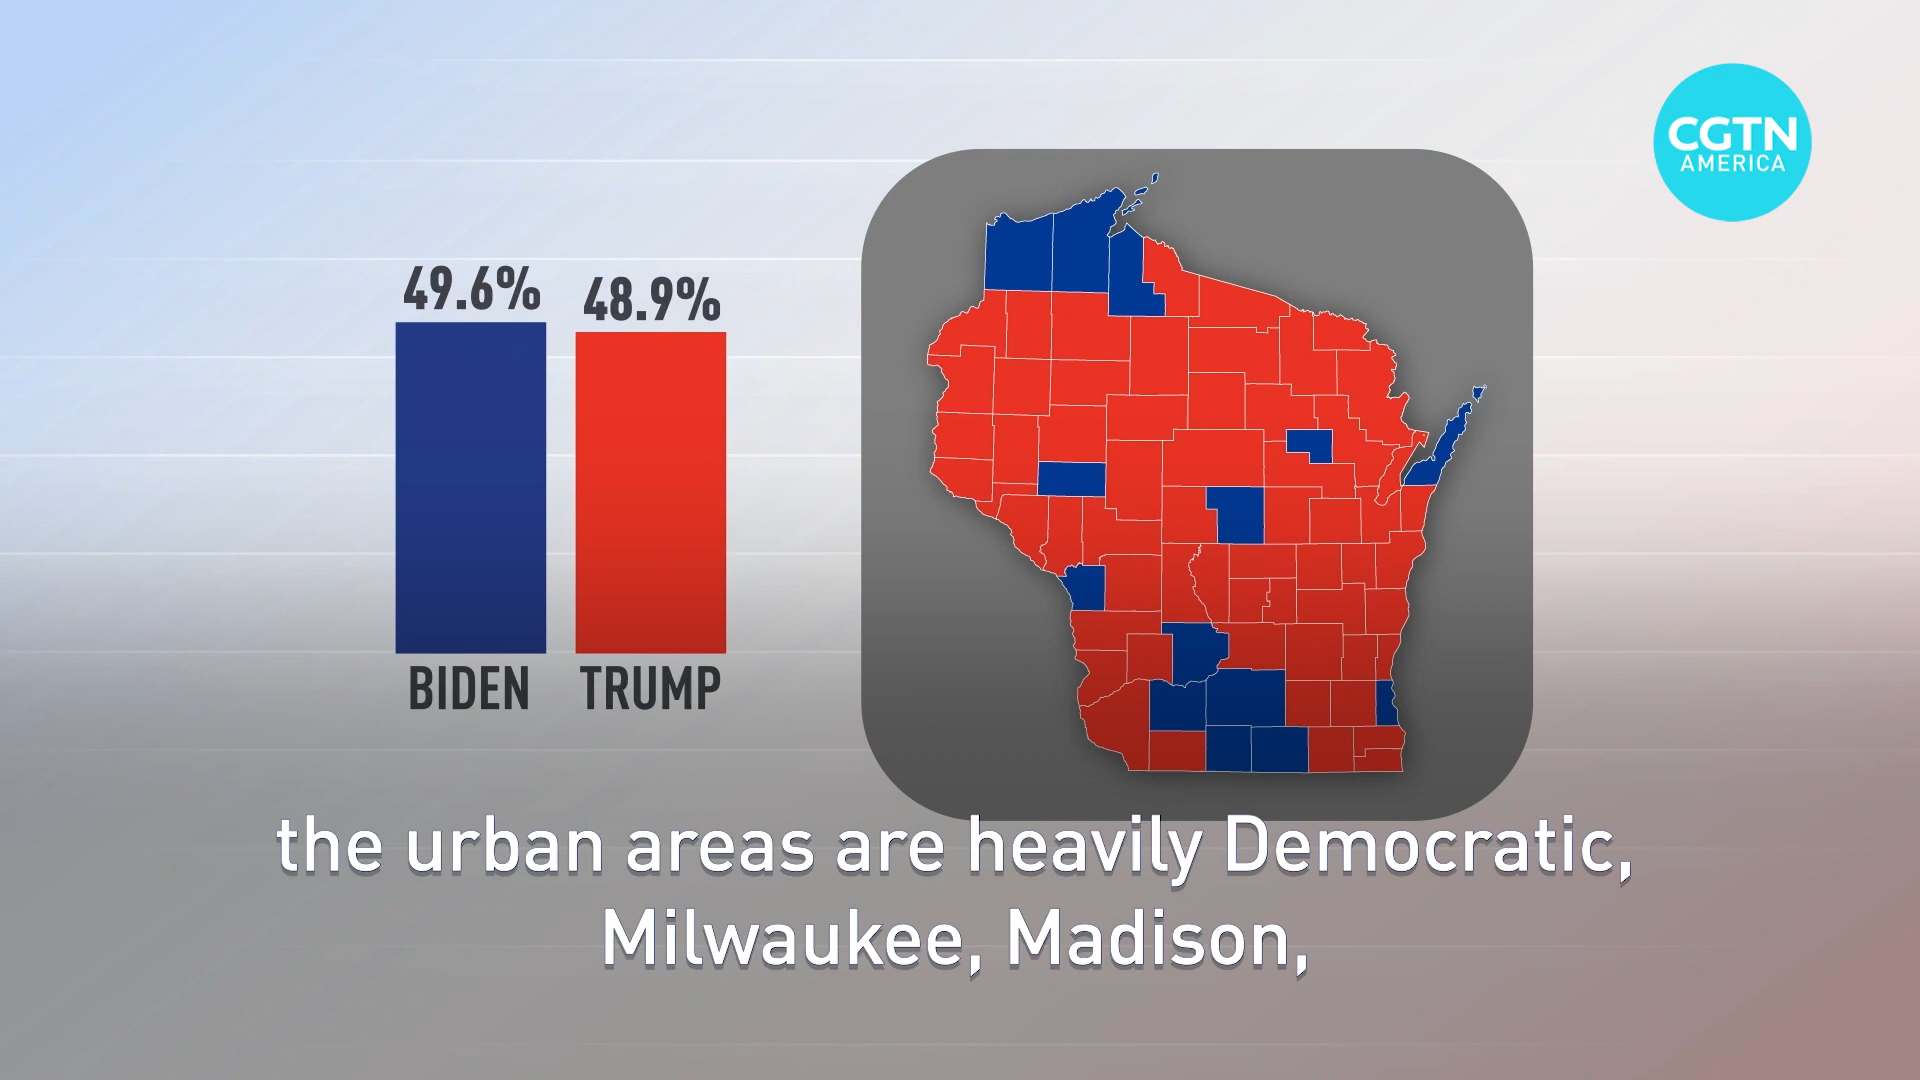 CGTN
AMERICA
49.6%
48.9%
BIDEN
TRUMP
the urban areas are heavily Democratic,
Milwaukee, Madison,